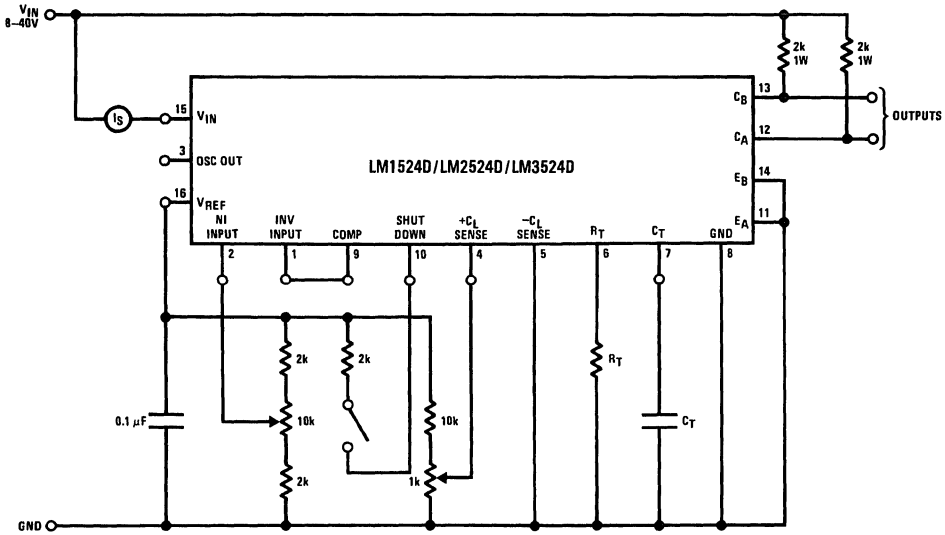 VIN
8–40V
2k
1W
2k
1W
IS
15
VIN
3
OSC OUT
16
VREF
LM1524D/LM2524D/LM3524D
CB
13
CA
12
OUTPUTS
EB
14
EA
11
NI
INPUT
INV
INPUT
COMP
SHUT
DOWN
+CL
SENSE
−CL
SENSE
RT
CT
GND
2
1
9
10
4
5
6
7
8
2k
2k
RT
0.1 µF
10k
10k
CT
2k
1k
GND